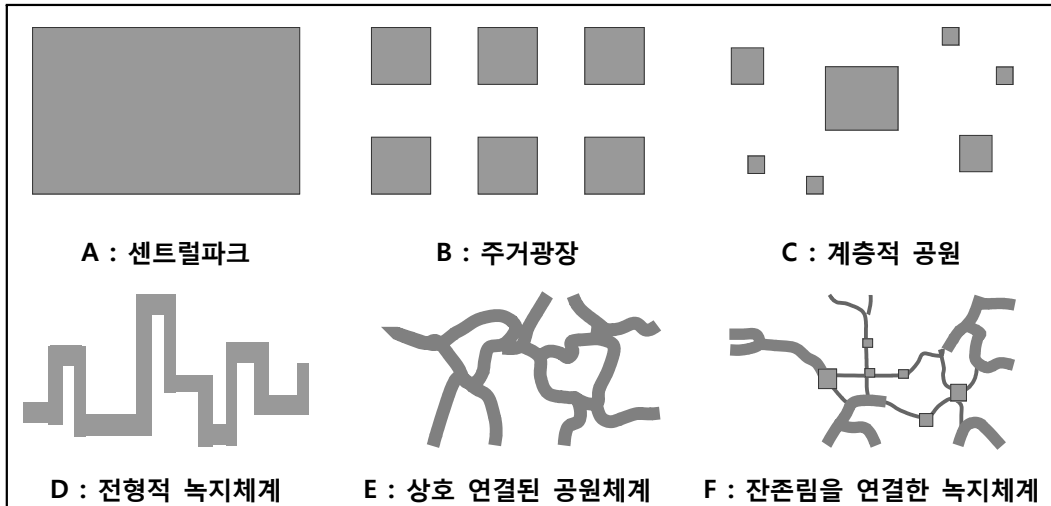 A : 센트럴파크
B : 주거광장
C : 계층적 공원
D : 전형적 녹지체계
E : 상호 연결된 공원체계
F : 잔존림을 연결한 녹지체계